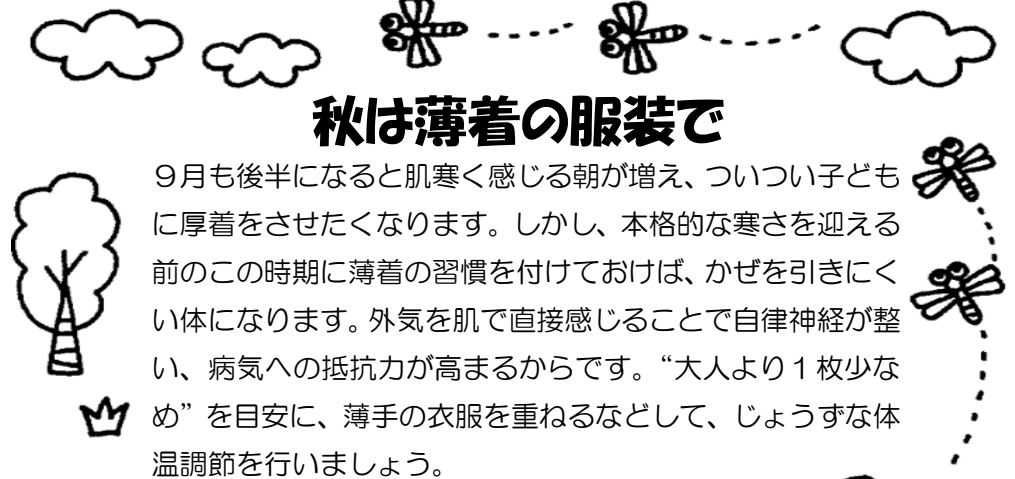 秋は薄着の服装で
９月も後半になると肌寒く感じる朝が増え、ついつい子ども
に厚着をさせたくなります。しかし、本格的な寒さを迎える
前のこの時期に薄着の習慣を付けておけば、かぜを引きにく
い体になります。外気を肌で直接感じることで自律神経が整
い、病気への抵抗力が高まるからです。“大人より１枚少な
め”を目安に、薄手の衣服を重ねるなどして、じょうずな体
温調節を行いましょう。